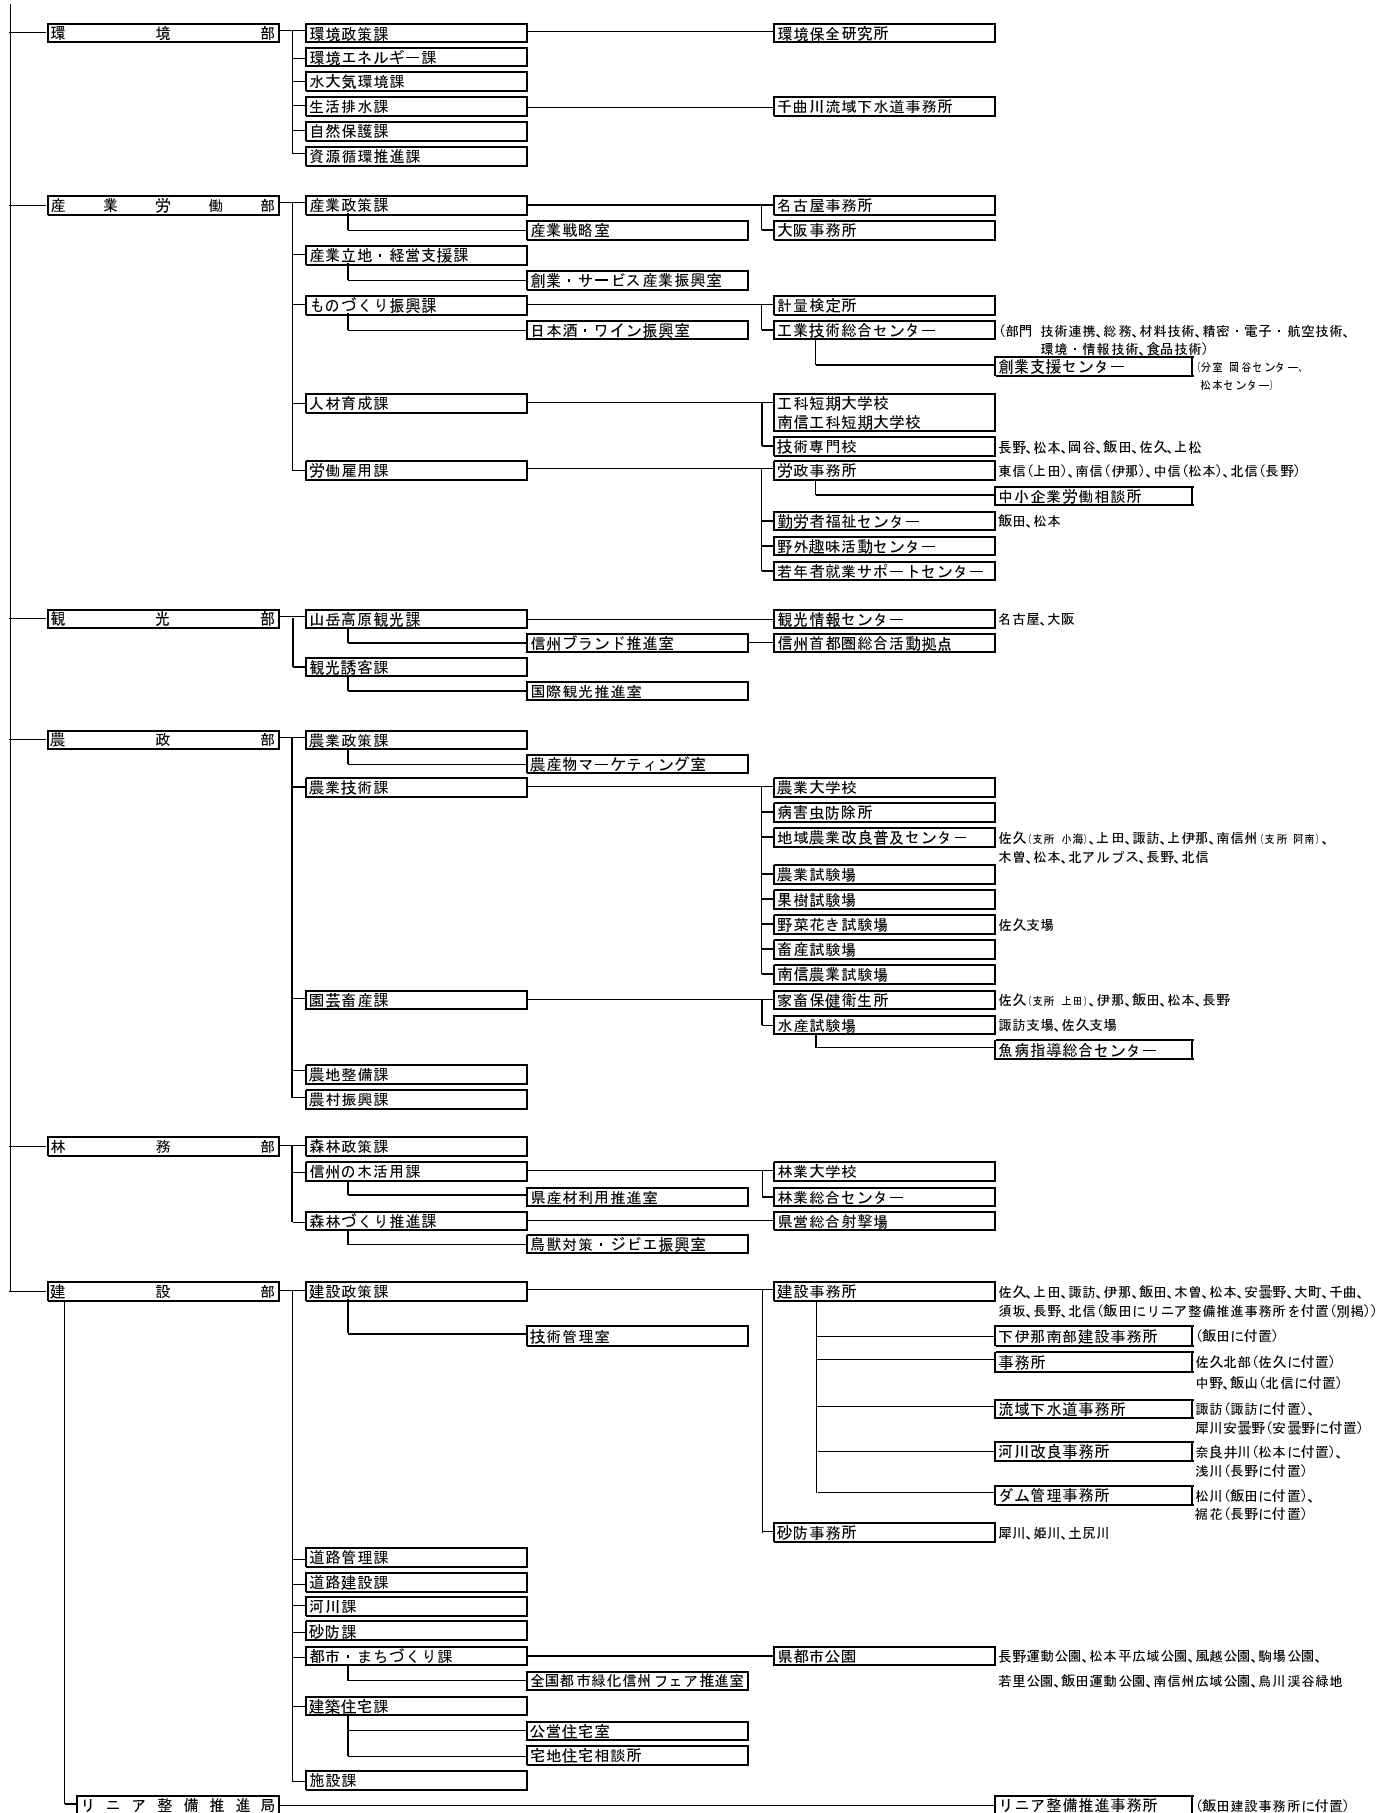 環境部 環境政策課 環境保全研究所
環境エネルギー課
水大気環境課
生活排水課 千曲川流域下水道事務所
自然保護課
資源循環推進課
産業労働部 産業政策課 名古屋事務所
産業戦略室 大阪事務所
産業立地・経営支援課
創業・サービス産業振興室
ものづくり振興課 計量検定所
日本酒・ワイン振興室 工業技術総合センター (部門 技術連携、総務、材料技術、精密・電子・航空技術、
環境・情報技術、食品技術)
創業支援センター (分室 岡谷センター、
松本センター)
人材育成課 工科短期大学校
南信工科短期大学校
技術専門校 長野、松本、岡谷、飯田、佐久、上松
労働雇用課 労政事務所 東信(上田)、南信(伊那)、中信(松本)、北信(長野)
中小企業労働相談所
勤労者福祉センター 飯田、松本
野外趣味活動センター
若年者就業サポートセンター
観光部 山岳高原観光課 観光情報センター 名古屋、大阪
信州ブランド推進室 信州首都圏総合活動拠点
観光誘客課
国際観光推進室
農政部 農業政策課
農産物マーケティング室
農業技術課 農業大学校
病害虫防除所
地域農業改良普及センター 佐久(支所 小海)、上田、諏訪、上伊那、南信州(支所 阿南)、
木曽、松本、北アルプス、長野、北信
農業試験場
果樹試験場
野菜花き試験場 佐久支場
畜産試験場
南信農業試験場
園芸畜産課 家畜保健衛生所 佐久(支所 上田)、伊那、飯田、松本、長野
水産試験場 諏訪支場、佐久支場
魚病指導総合センター
農地整備課
農村振興課
林務部 森林政策課
信州の木活用課 林業大学校
県産材利用推進室 林業総合センター
森林づくり推進課 県営総合射撃場
鳥獣対策・ジビエ振興室
建設部 建設政策課 建設事務所 佐久、上田、諏訪、伊那、飯田、木曽、松本、安曇野、大町、千曲、
須坂、長野、北信(飯田にリニア整備推進事務所を付置(別掲))
技術管理室 下伊那南部建設事務所 (飯田に付置)
事務所 佐久北部(佐久に付置)
中野、飯山(北信に付置)
流域下水道事務所 諏訪(諏訪に付置)、
犀川安曇野(安曇野に付置)
河川改良事務所 奈良井川(松本に付置)、
浅川(長野に付置)
ダム管理事務所 松川(飯田に付置)、
裾花(長野に付置)
砂防事務所 犀川、姫川、土尻川
道路管理課
道路建設課
河川課
砂防課
都市・まちづくり課 県都市公園 長野運動公園、松本平広域公園、風越公園、駒場公園、
全国都市緑化信州フェア推進室 若里公園、飯田運動公園、南信州広域公園、烏川渓谷緑地
建築住宅課
公営住宅室
宅地住宅相談所
施設課
リニア整備推進局 リニア整備推進事務所 (飯田建設事務所に付置)